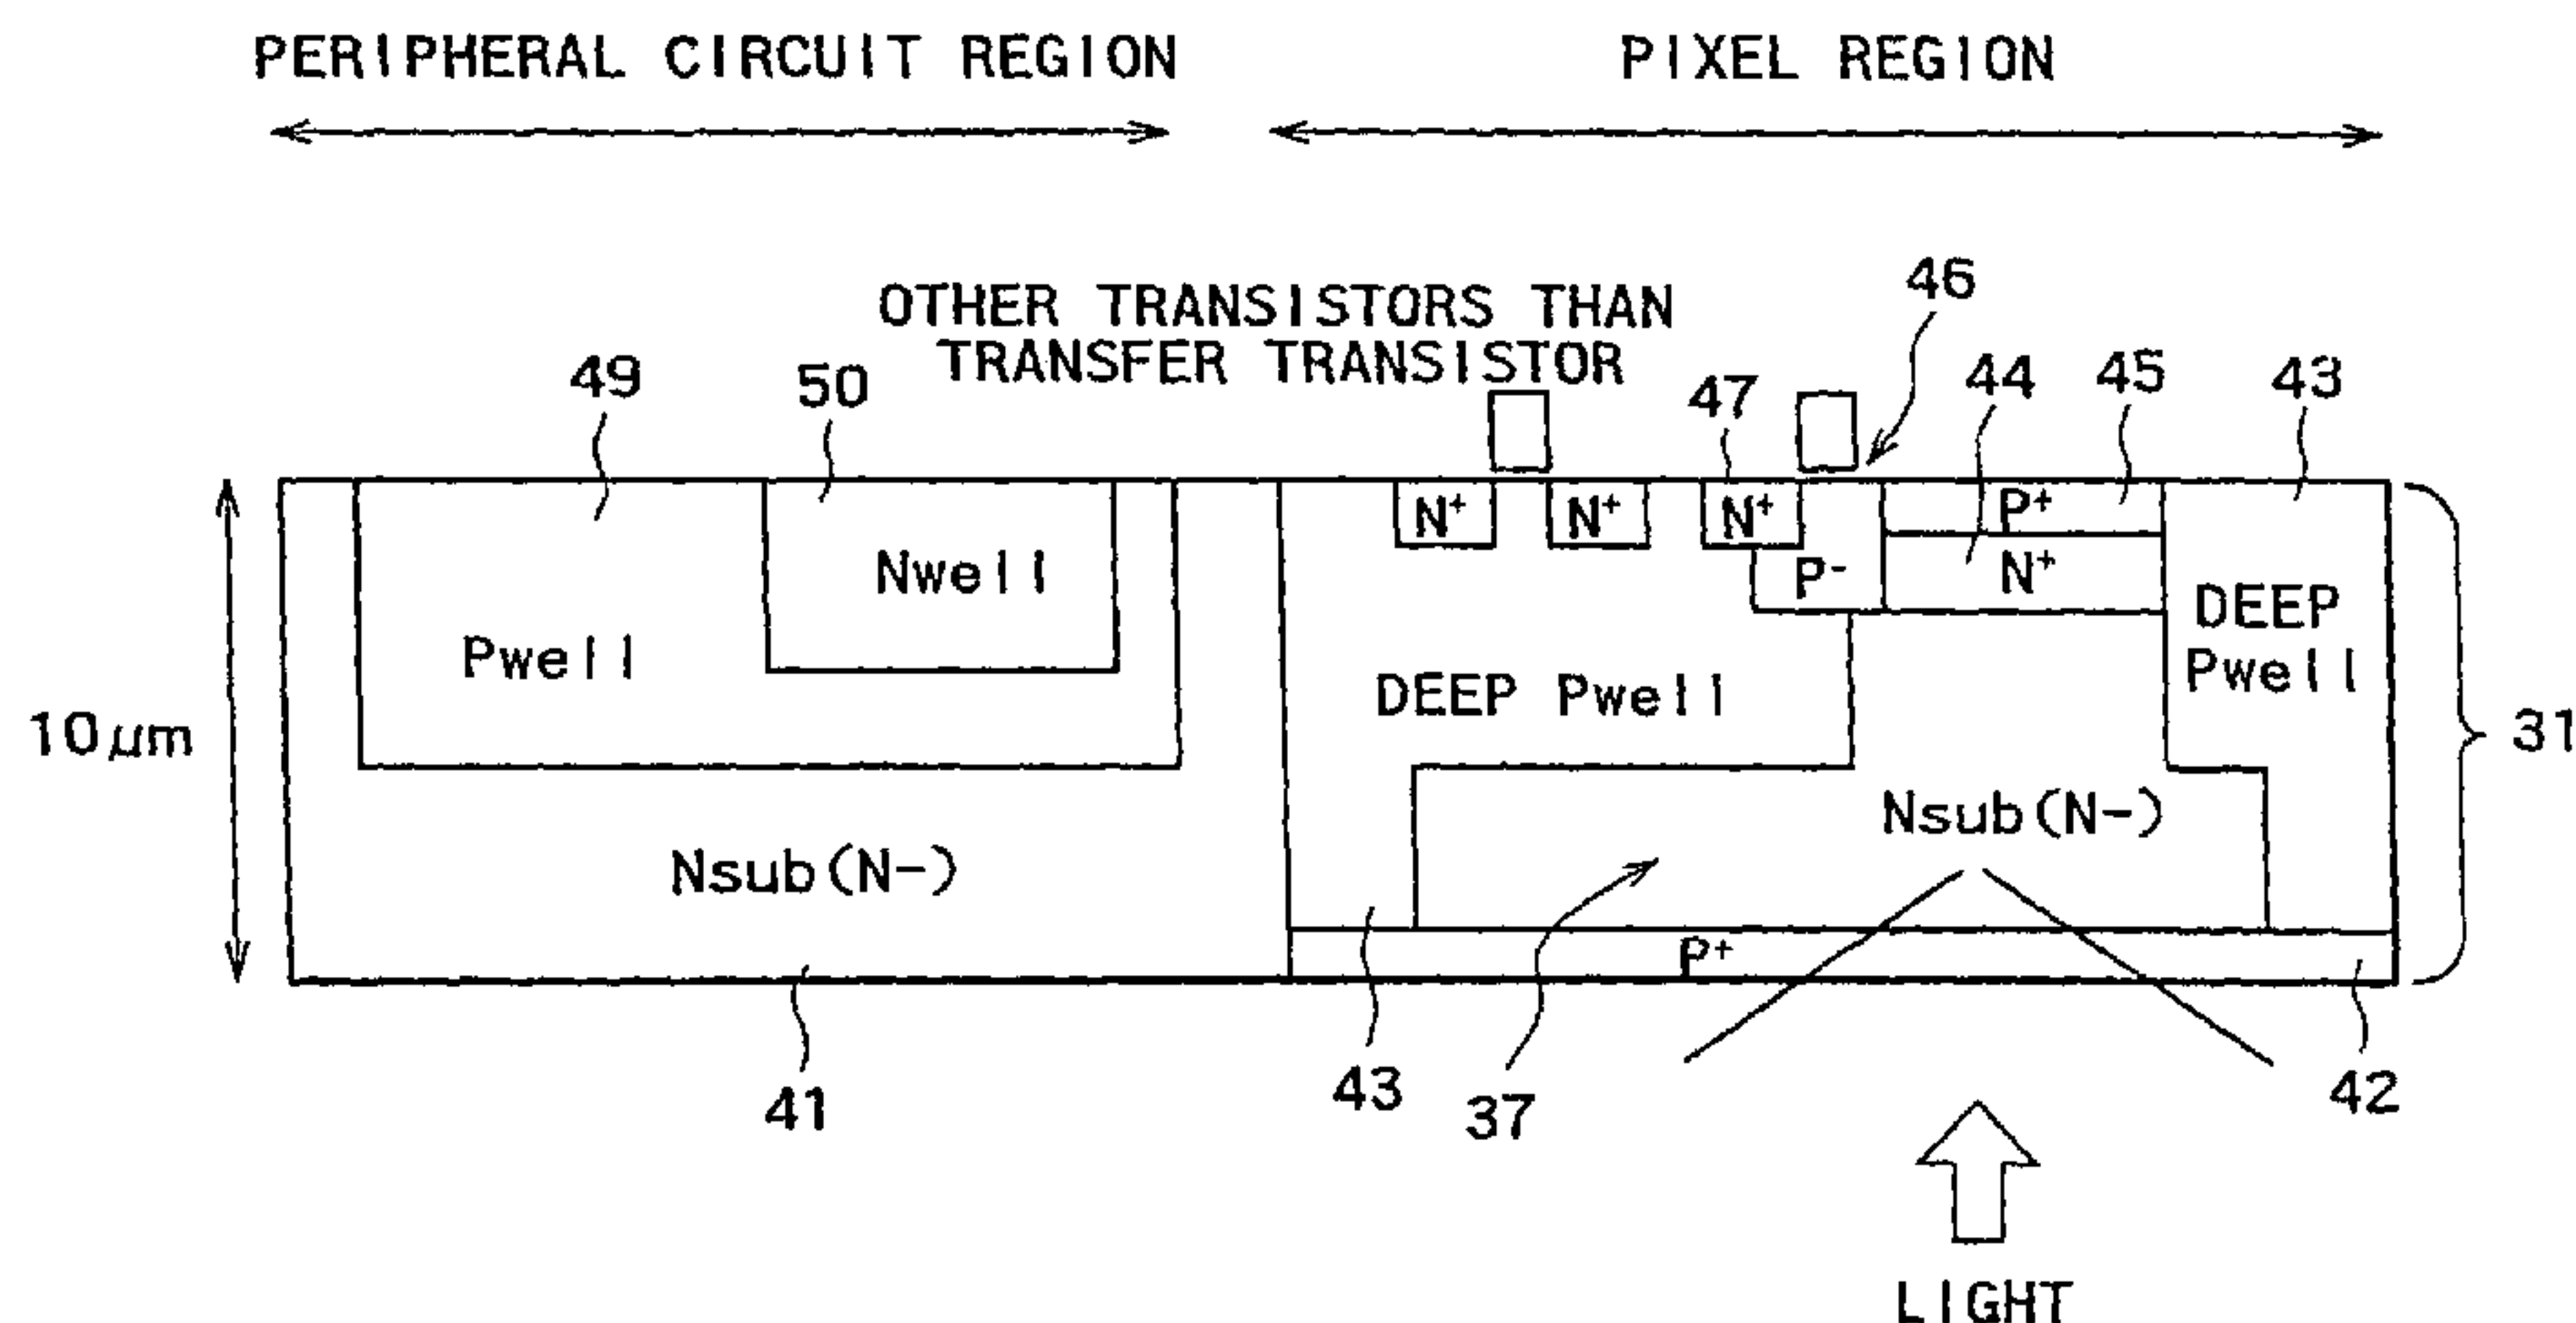 PERIPHERAL CIRCUIT REGION
PIXEL REGION
OTHER TRANSISTORS THAN
TRANSFER TRANSISTOR
46
49
50
47
44
45
43
N+
N+
N+
P+
P-
N+
Nwell
Pwell
DEEP
Pwell
DEEP Pwell
10μm
31
Nsub(N-)
Nsub(N-)
P+
41
43
37
42
LIGHT